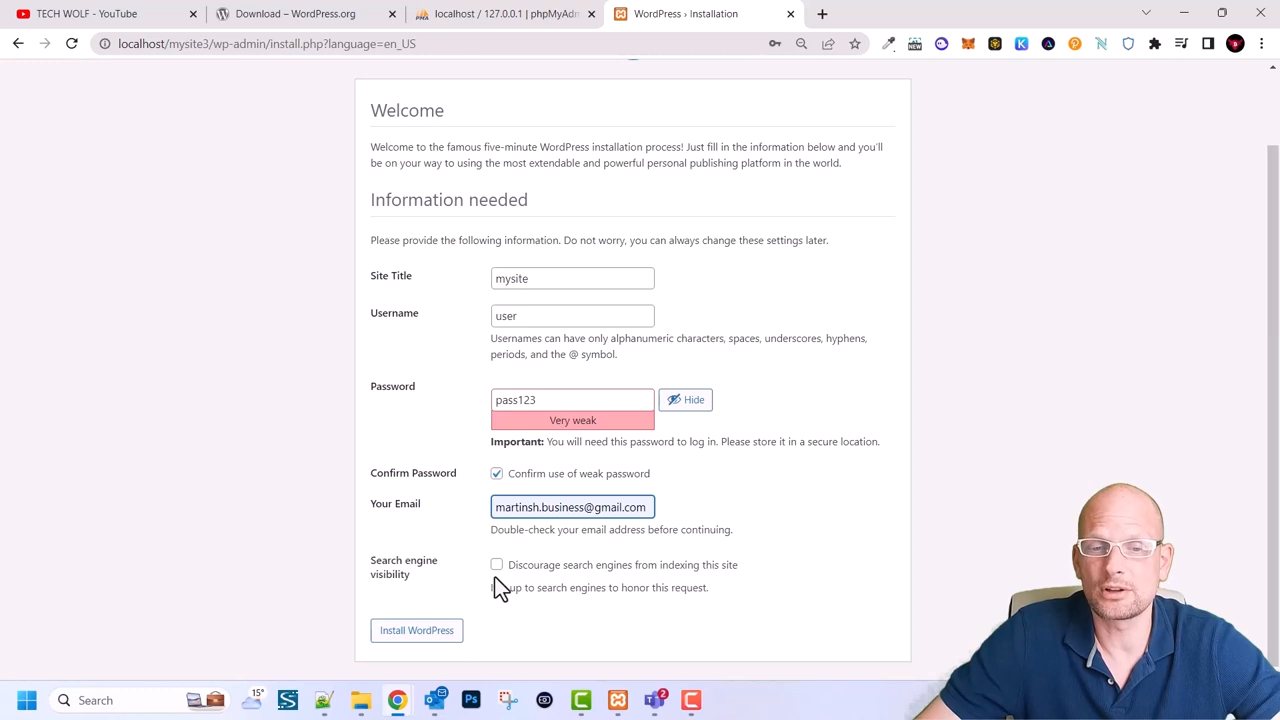 TECH WOLF - YouTube
Download – WordPress.org
localhost / 127.0.0.1 | phpMyAdm
WordPress › Installation
localhost/mysite3/wp-admin/install.php?language=en_US
Welcome
Welcome to the famous five-minute WordPress installation process! Just fill in the information below and you'll
be on your way to using the most extendable and powerful personal publishing platform in the world.
Information needed
Please provide the following information. Do not worry, you can always change these settings later.
Site Title
mysite
Username
user
Usernames can have only alphanumeric characters, spaces, underscores, hyphens,
periods, and the @ symbol.
Password
pass123
Hide
Very weak
Important: You will need this password to log in. Please store it in a secure location.
Confirm Password
Confirm use of weak password
Your Email
martinsh.business@gmail.com
Double-check your email address before continuing.
Search engine
visibility
Discourage search engines from indexing this site
up to search engines to honor this request.
Install WordPress
Search
15°
2